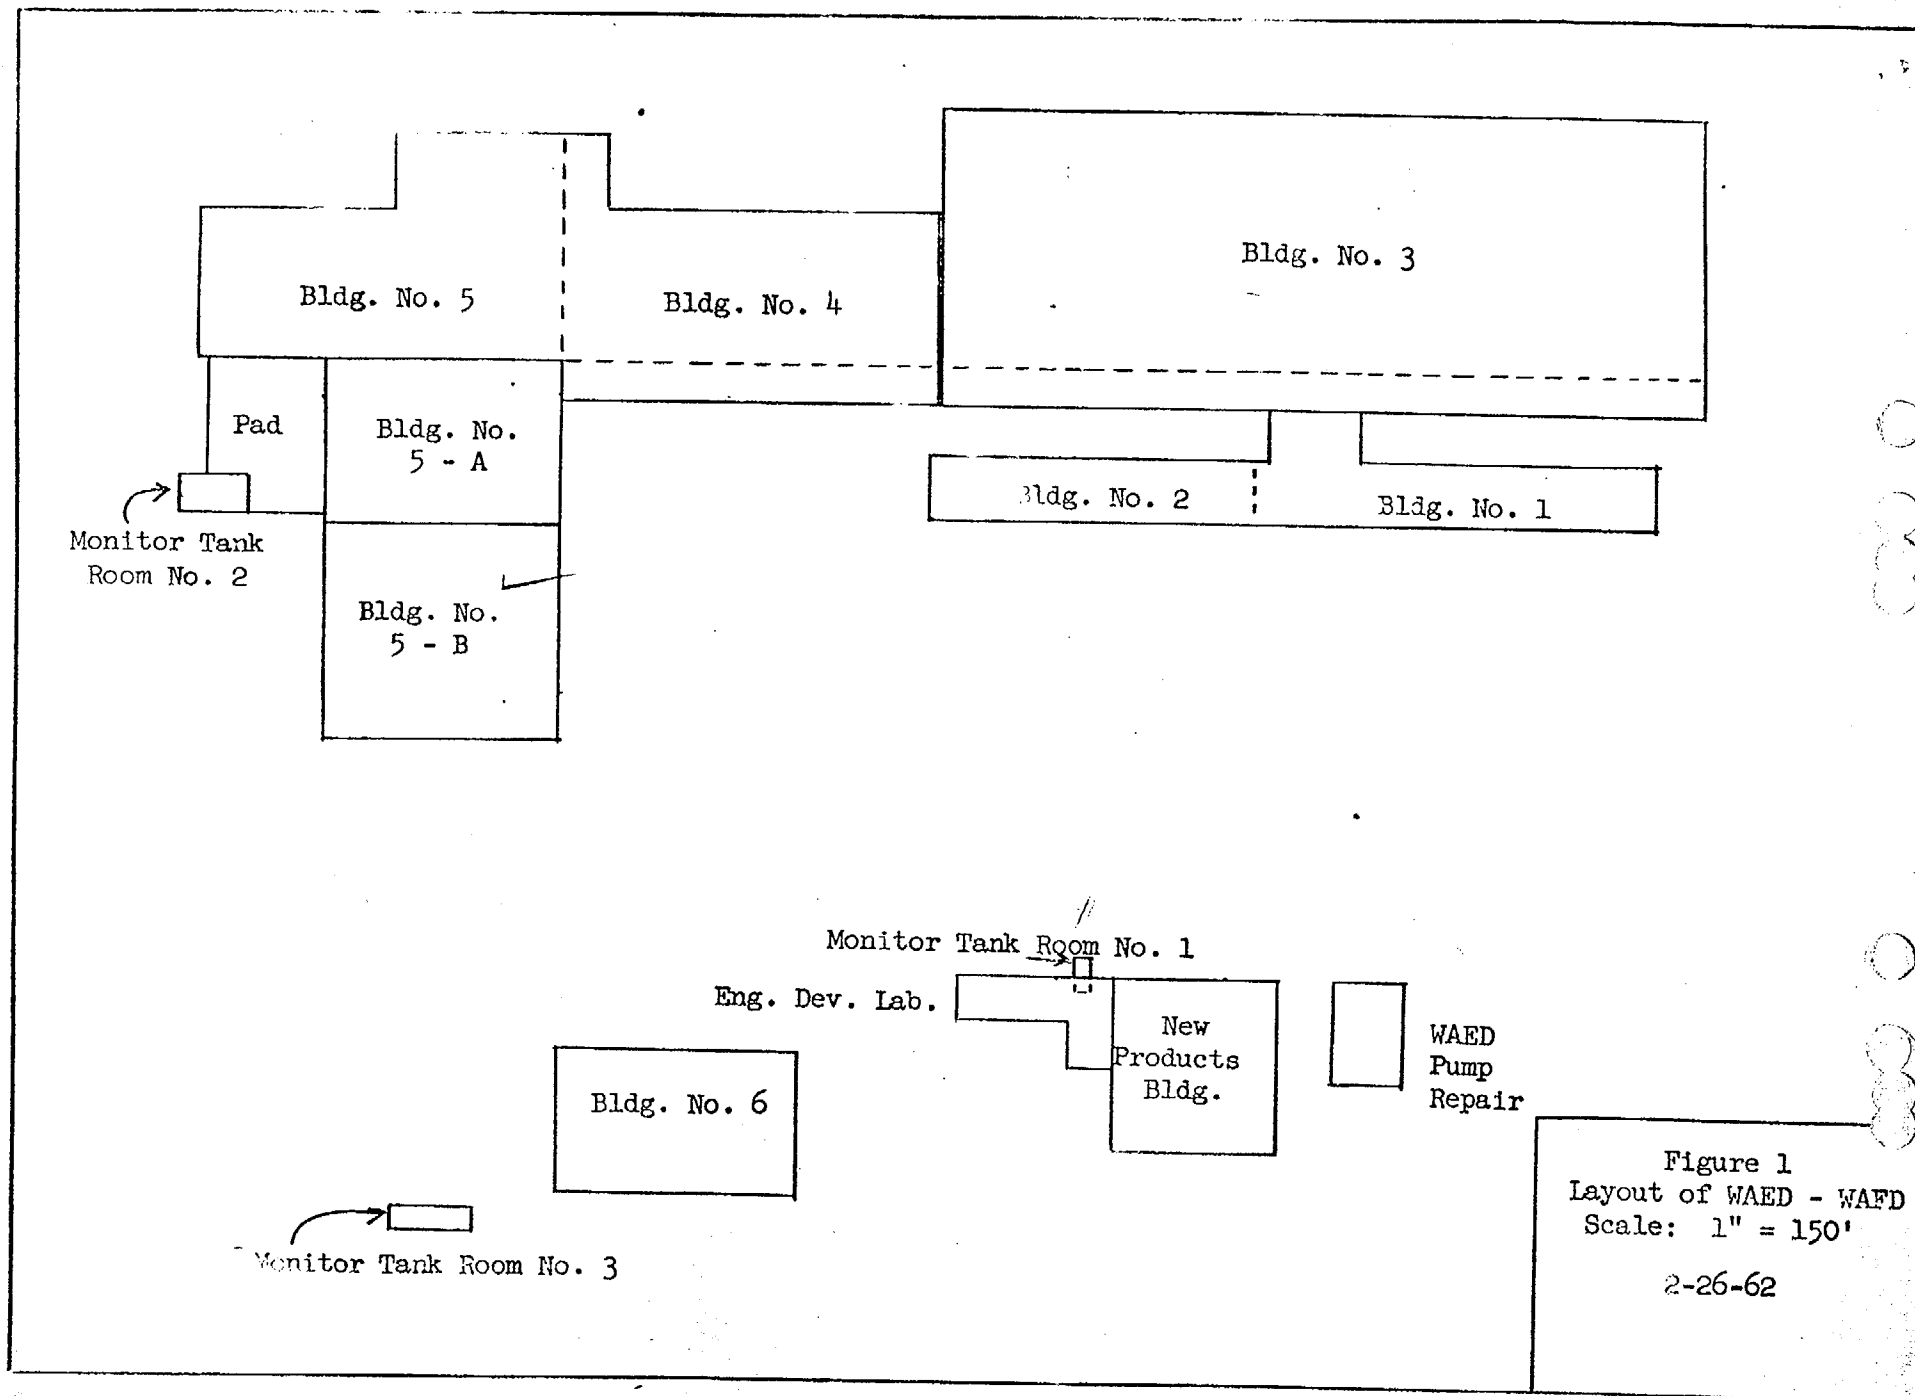 Bldg. No. 3
Bldg. No. 5
Bldg. No. 4
Pad
Bldg. No.
5 - A
Bldg. No. 2
Bldg. No. 1
Monitor Tank
Room No. 2
Bldg. No.
5 - B
Monitor Tank Room No. 1
Eng. Dev. Lab.
New
Products
Bldg.
WAED
Pump
Repair
Bldg. No. 6
Monitor Tank Room No. 3
Figure 1
Layout of WAED - WAFD
Scale: 1" = 150'
2-26-62